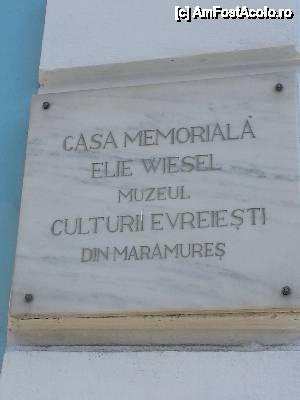 (c) AmFostAcolo.ro
CASA MEMORIALĂ
ELIE WIESEL
MUZEUL
CULTURII EVREIEȘTI
DIN MARAMUREȘ